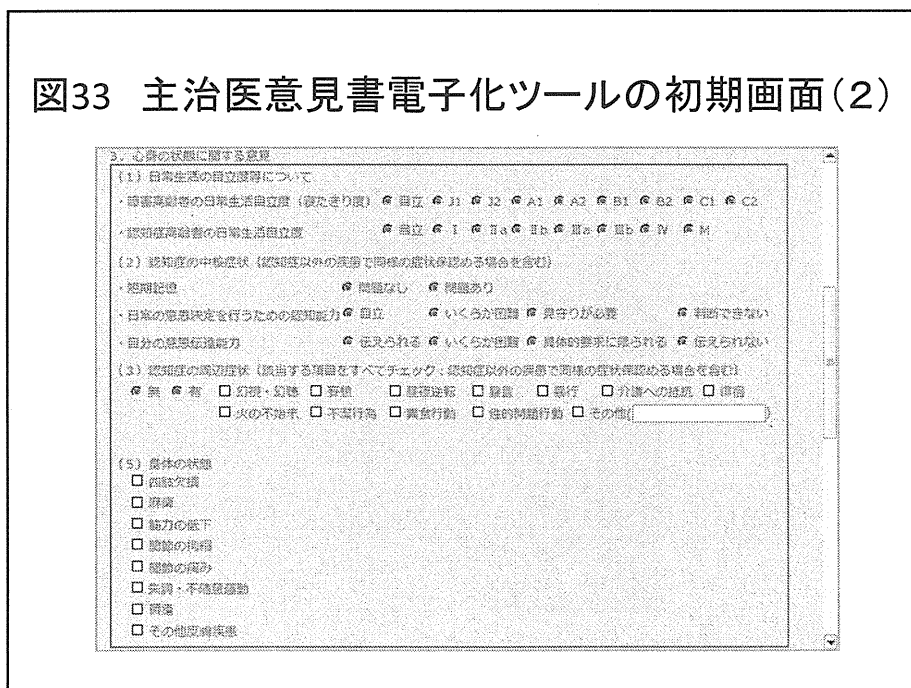 図33 主治医意見書電子化ツールの初期画面(2)
3. 心身の状態に関する意見
(1) 日常生活の自立度等について
・障害高齢者の日常生活自立度(寝たきり度) 自立 J1 J2 A1 A2 B1 B2 C1 C2
・認知症高齢者の日常生活自立度 自立 I Ⅱa Ⅱb Ⅲa Ⅲb Ⅳ M
(2) 認知症の中核症状(認知症以外の疾患で同様の症状保認める場合を含む)
・短期記憶 問題なし 問題あり
・日常の意思決定を行うための認知能力 自立 いくらか困難 見守りが必要 判断できない
・自分の意思伝達能力 伝えられる いくらか困難 具体的要求に限られる 伝えられない
(3) 認知症の周辺症状(該当する項目をすべてチェック:認知症以外の疾患で同様の症状保認める場合を含む)
無 有 幻視・幻聴 妄想 昼夜逆転 暴言 暴行 介護への抵抗 徘徊
火の不始末 不潔行為 異食行動 性的問題行動 その他( )
(5) 身体の状態
四肢欠損
麻痺
筋力の低下
関節の拘縮
関節の痛み
失調・不随意運動
褥瘡
その他皮膚疾患